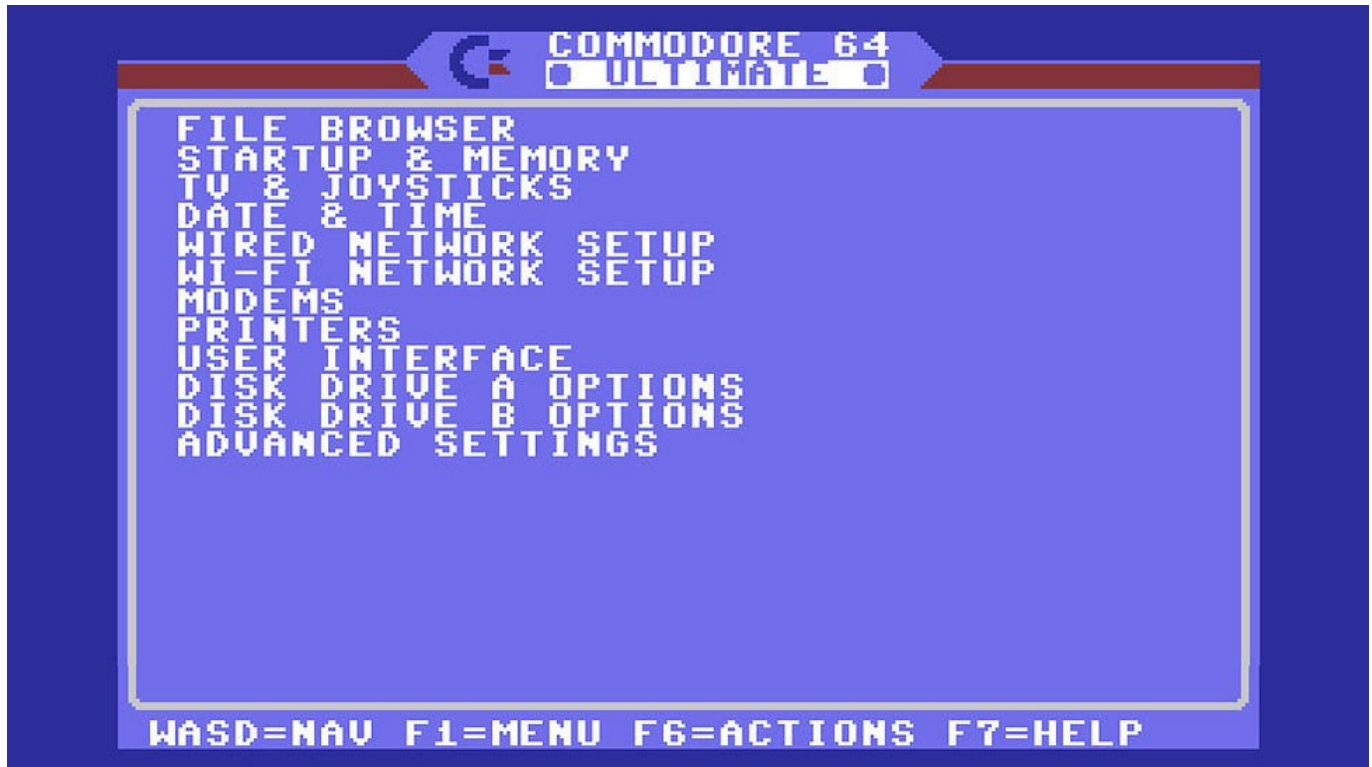 COMMODORE 64
ULTIMATE
FILE BROWSER
STARTUP & MEMORY
TV & JOYSTICKS
DATE & TIME
WIRED NETWORK SETUP
WI-FI NETWORK SETUP
MODEMS
PRINTERS
USER INTERFACE
DISK DRIVE A OPTIONS
DISK DRIVE B OPTIONS
ADVANCED SETTINGS
WASD=NAV F1=MENU F6=ACTIONS F7=HELP